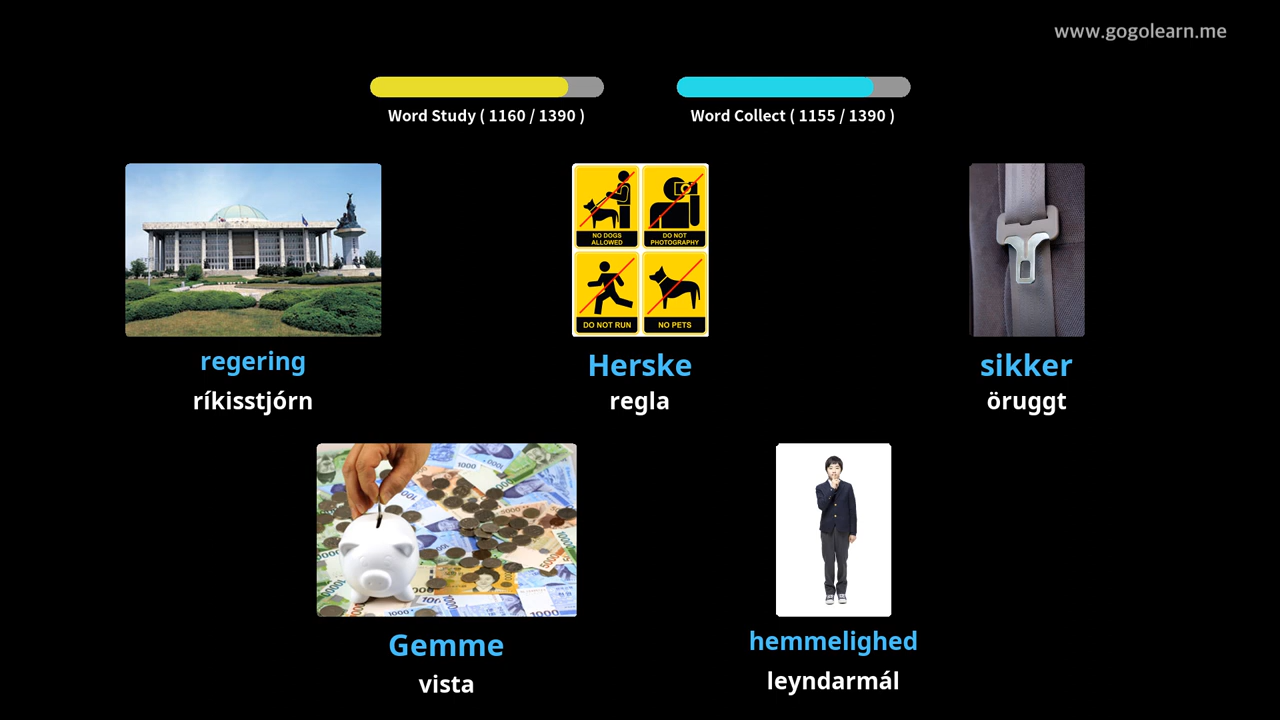 www.gogolearn.me
Word Study ( 1160 / 1390 )
Word Collect ( 1155 / 1390 )
NO DOGS
ALLOWED
DO NOT
PHOTOGRAPHY
DO NOT RUN
NO PETS
regering
ríkisstjórn
Herske
regla
sikker
öruggt
Gemme
vista
hemmelighed
leyndarmál